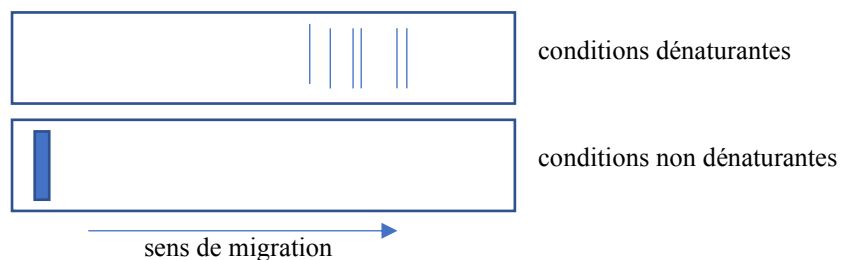 conditions dénaturantes
conditions non dénaturantes
sens de migration